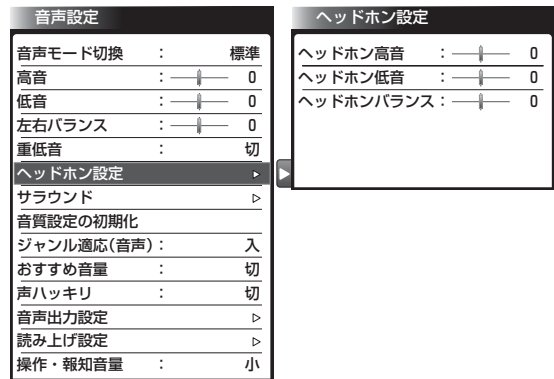 音声設定
音声モード切換 : 標準
高音 : 0
低音 : 0
左右バランス : 0
重低音 : 切
ヘッドホン設定
サラウンド
音質設定の初期化
ジャンル適応(音声) : 入
おすすめ音量 : 切
声ハッキリ : 切
音声出力設定
読み上げ設定
操作・報知音量 : 小
ヘッドホン設定
ヘッドホン高音 : 0
ヘッドホン低音 : 0
ヘッドホンバランス : 0